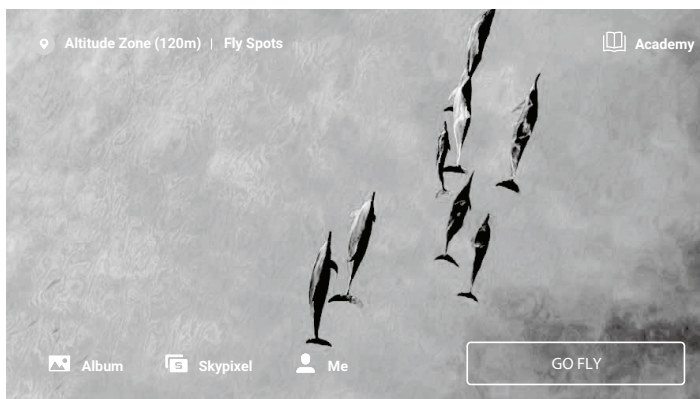 Altitude Zone (120m) | Fly Spots
Academy
Album
Skypixel
Me
GO FLY